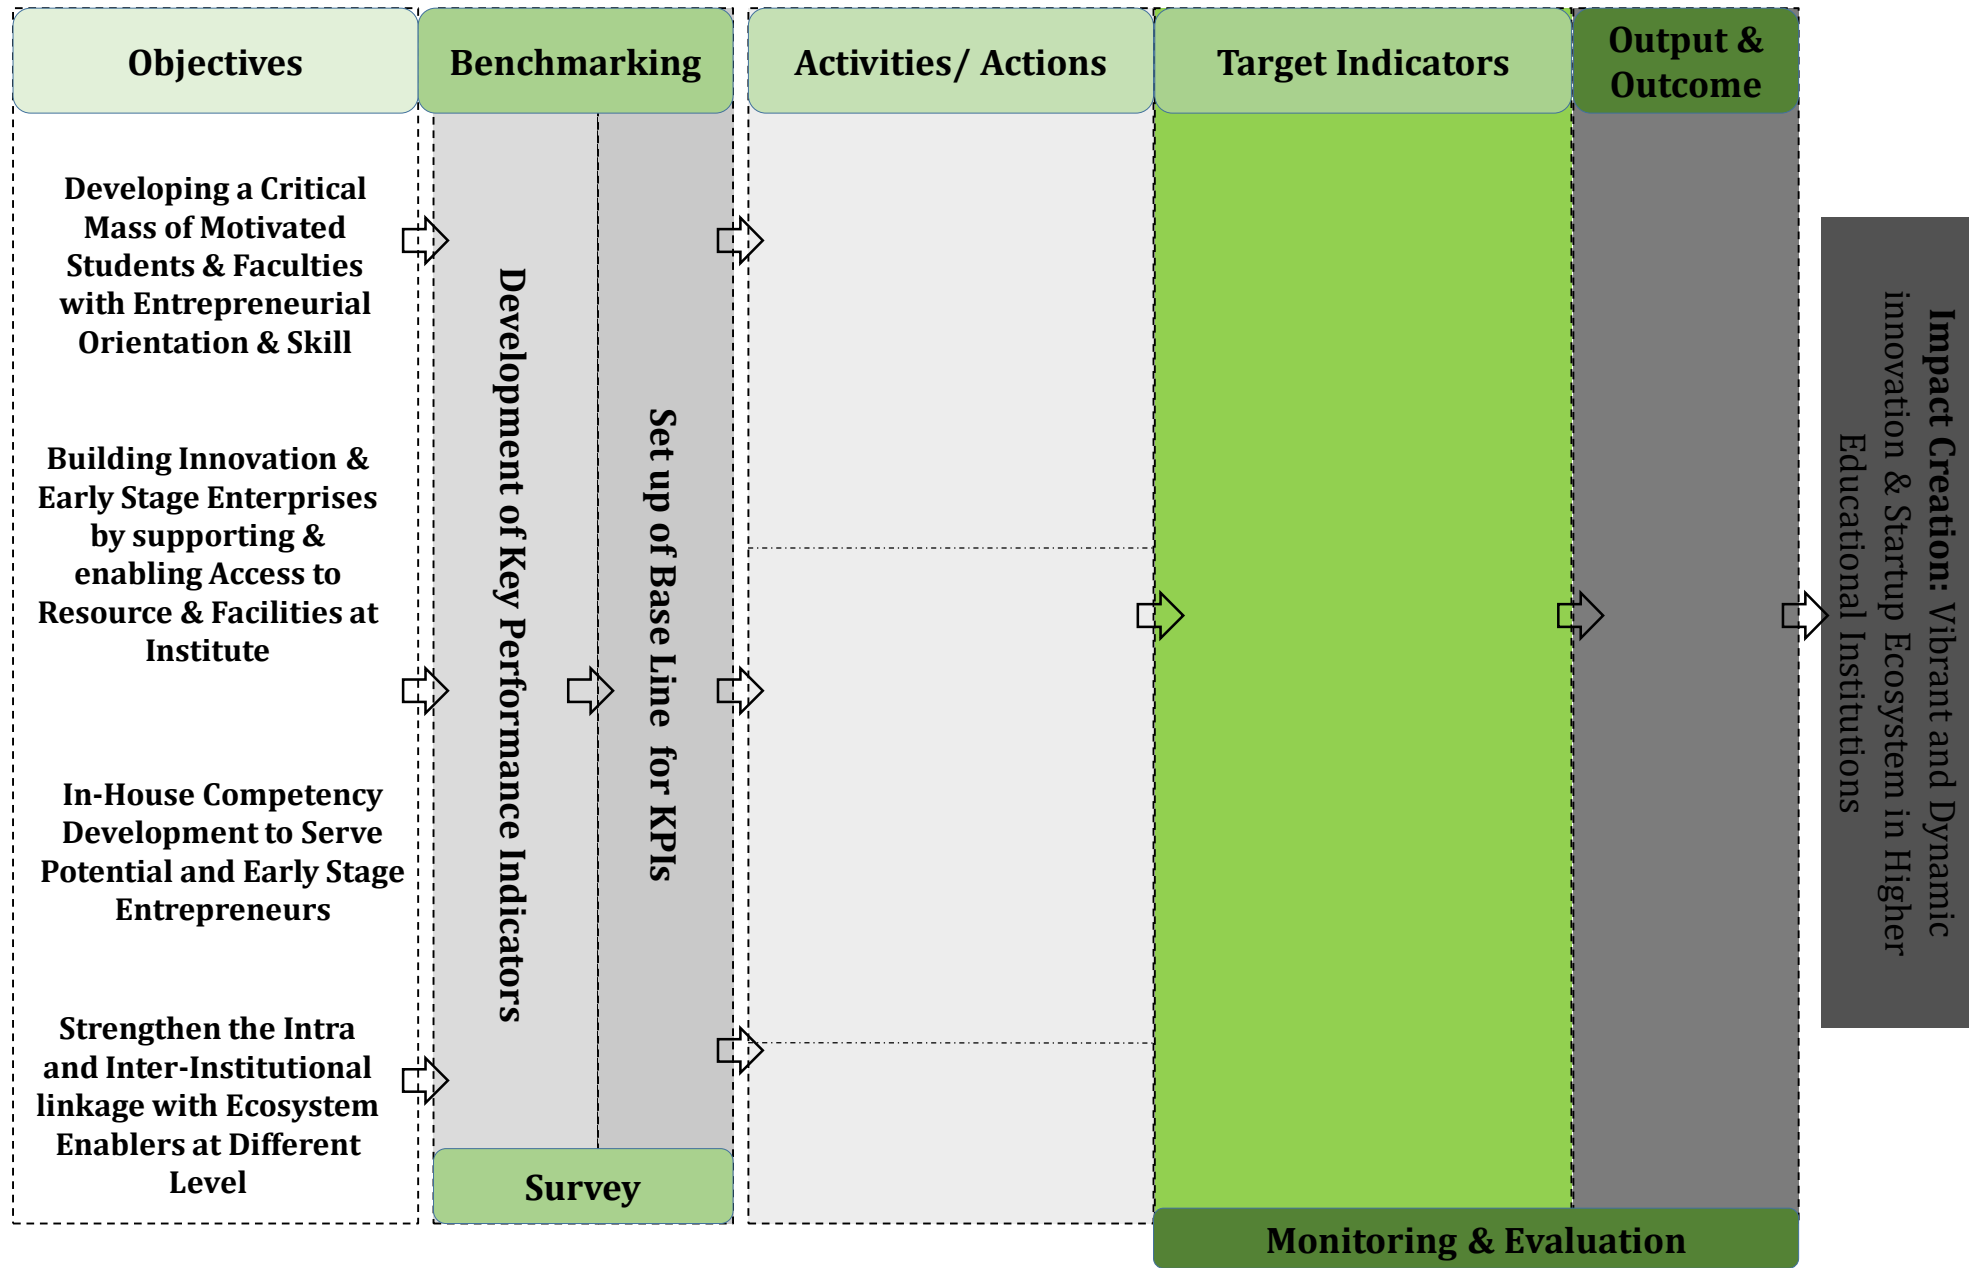 Objectives
Benchmarking
Activities/ Actions
Target Indicators
Output &
Outcome
Developing a Critical
Mass of Motivated
Students & Faculties
with Entrepreneurial
Orientation & Skill
Building Innovation &
Early Stage Enterprises
by supporting &
enabling Access to
Resource & Facilities at
Institute
In-House Competency
Development to Serve
Potential and Early Stage
Entrepreneurs
Strengthen the Intra
and Inter-Institutional
linkage with Ecosystem
Enablers at Different
Level
Development of Key Performance Indicators
Set up of Base Line for KPIs
Survey
Monitoring & Evaluation
Impact Creation: Vibrant and Dynamic
innovation & Startup Ecosystem in Higher
Educational Institutions